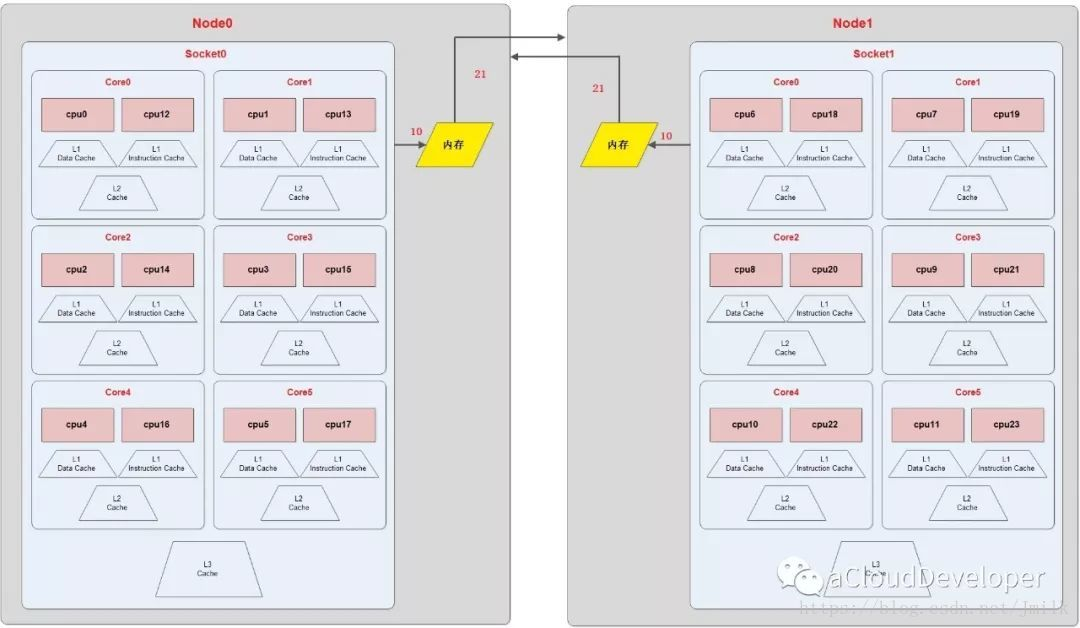 Node0
Socket0
Core0
cpu0
cpu12
L1
Data Cache
L1
Instruction Cache
L2
Cache
Core1
cpu1
cpu13
L1
Data Cache
L1
Instruction Cache
L2
Cache
Core2
cpu2
cpu14
L1
Data Cache
L1
Instruction Cache
L2
Cache
Core3
cpu3
cpu15
L1
Data Cache
L1
Instruction Cache
L2
Cache
Core4
cpu4
cpu16
L1
Data Cache
L1
Instruction Cache
L2
Cache
Core5
cpu5
cpu17
L1
Data Cache
L1
Instruction Cache
L2
Cache
L3
Cache
10
内存
21
Node1
21
内存
10
Socket1
Core0
cpu6
cpu18
L1
Data Cache
L1
Instruction Cache
L2
Cache
Core1
cpu7
cpu19
L1
Data Cache
L1
Instruction Cache
L2
Cache
Core2
cpu8
cpu20
L1
Data Cache
L1
Instruction Cache
L2
Cache
Core3
cpu9
cpu21
L1
Data Cache
L1
Instruction Cache
L2
Cache
Core4
cpu10
cpu22
L1
Data Cache
L1
Instruction Cache
L2
Cache
Core5
cpu11
cpu23
L1
Data Cache
L1
Instruction Cache
L2
Cache
L3
Cache
aCloudDeveloper
https://blog.csdn.net/Jmilk